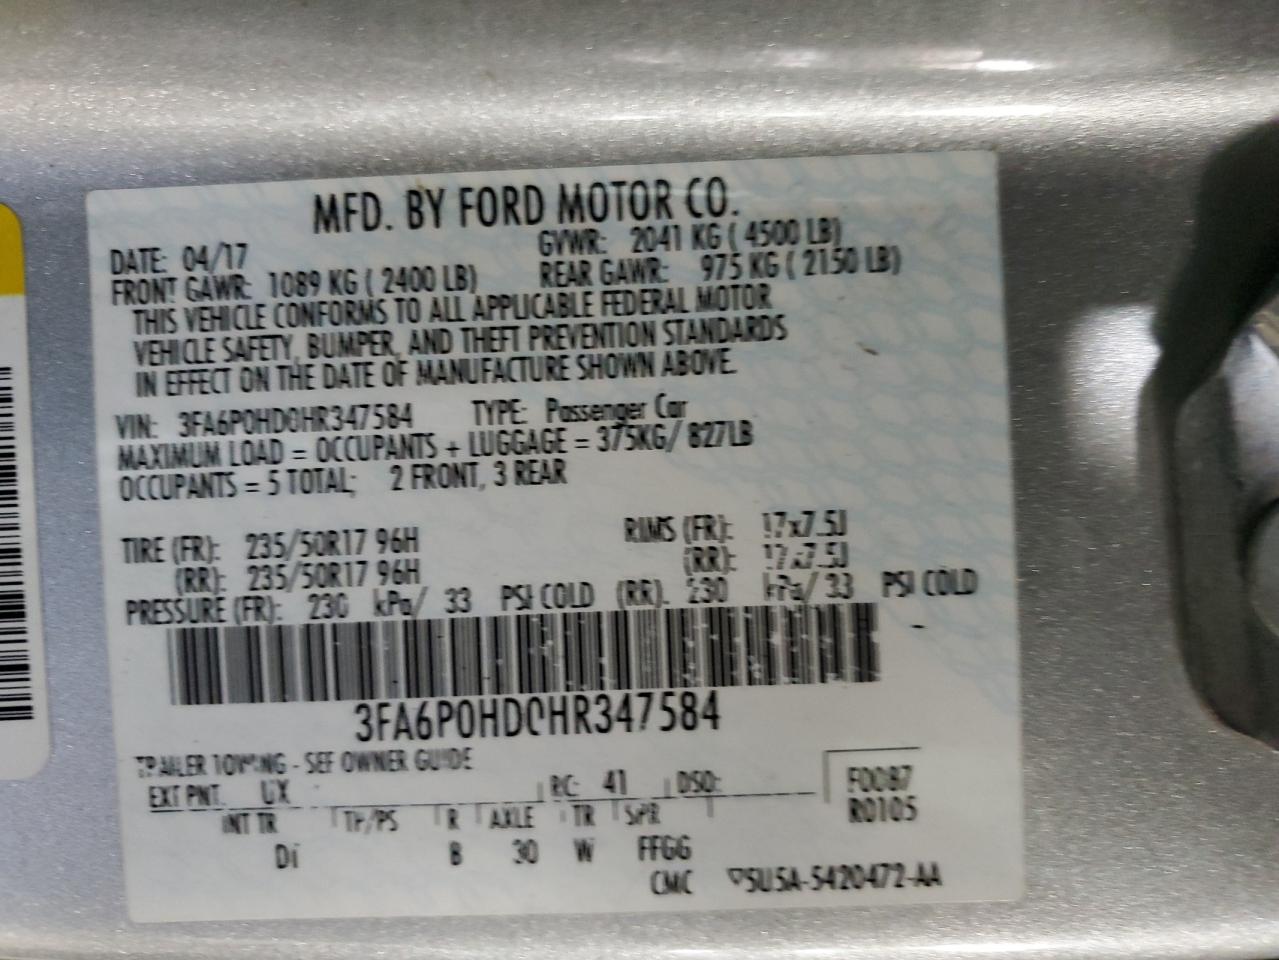 MFD. BY FORD MOTOR CO.
DATE: 04/17 GVWR: 2041 KG ( 4500 LB)
FRONT GAWR: 1089 KG ( 2400 LB) REAR GAWR: 975 KG ( 2150 LB)
THIS VEHICLE CONFORMS TO ALL APPLICABLE FEDERAL MOTOR
VEHICLE SAFETY, BUMPER, AND THEFT PREVENTION STANDARDS
IN EFFECT ON THE DATE OF MANUFACTURE SHOWN ABOVE.
VIN: 3FA6P0HD0HR347584 TYPE: Passenger Car
MAXIMUM LOAD = OCCUPANTS + LUGGAGE = 375KG/ 827LB
OCCUPANTS = 5 TOTAL; 2 FRONT, 3 REAR
TIRE (FR): 235/50R17 96H RIMS (FR): 17x7.5J
(RR): 235/50R17 96H (RR): 17x7.5J
PRESSURE (FR): 230 kPa/ 33 PSI COLD (RR). 230 kPa/ 33 PSI COLD
3FA6P0HD0HR347584
TRAILER TOWING - SEE OWNER GUIDE
EXT PNT. UX RC: 41 DSO: F0087
R0105
INT TR TP/PS R AXLE TR SPR
B 30 W FFGG
CMC ▽5U5A-5420472-AA